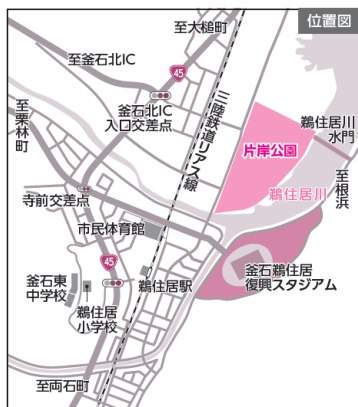 位置図
至大槌町
至釜石北IC
45
釜石北IC
入口交差点
至栗林町
三陸鉄道リアス線
鵜住居川
水門
片岸公園
至根浜
鵜住居川
寺前交差点
市民体育館
45
釜石東
中学校
鵜住居
小学校
鵜住居駅
釜石鵜住居
復興スタジアム
至両石町